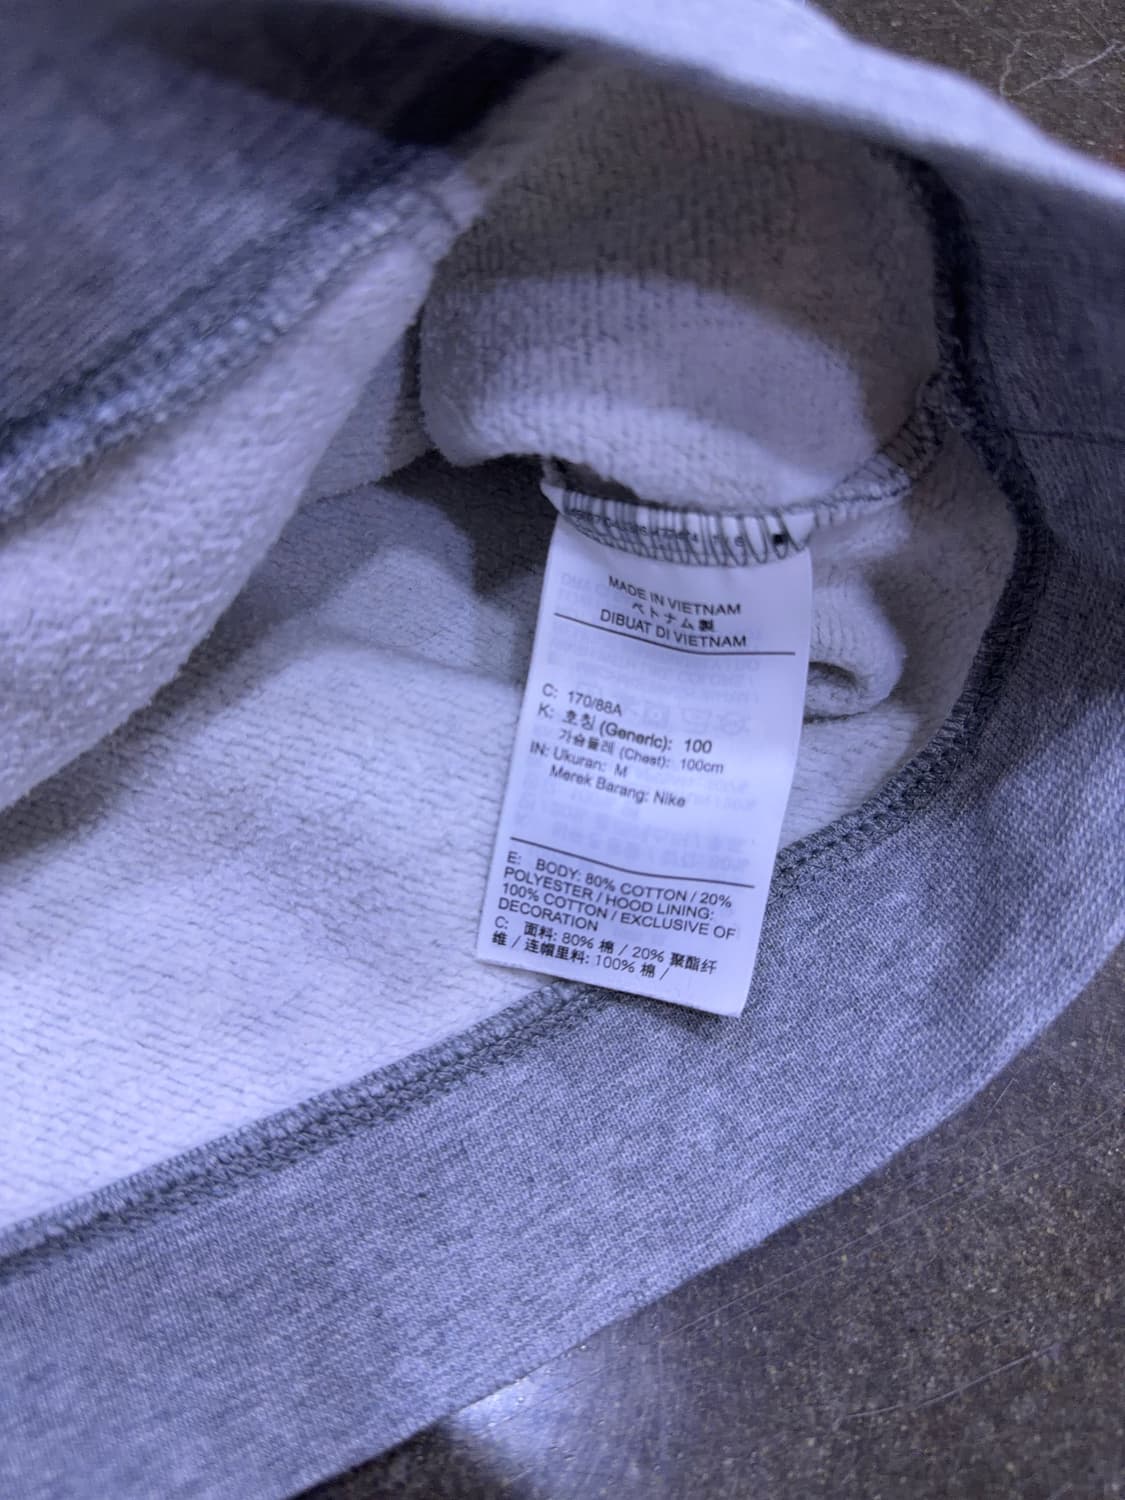 MADE IN VIETNAM
ベトナム製
DIBUAT DI VIETNAM
C: 170/88A
K: 호칭 (Generic): 100
가슴둘레 (Chest): 100cm
IN: Ukuran: M
Merek Barang: Nike
E: BODY: 80% COTTON / 20%
POLYESTER / HOOD LINING:
100% COTTON / EXCLUSIVE OF
DECORATION
C: 面料: 80% 棉 / 20% 聚酯纤
维 / 连帽里料: 100% 棉 /